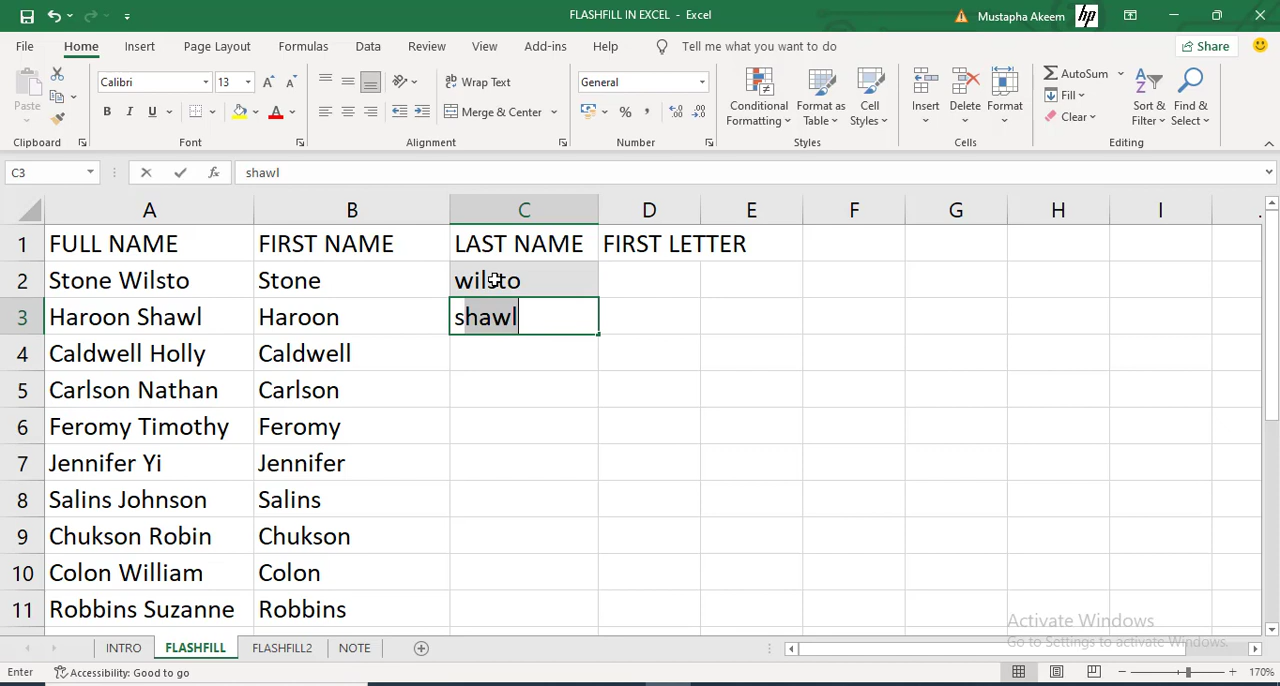 FLASHFILL IN EXCEL - Excel
Mustapha Akeem
hp
File Home Insert Page Layout Formulas Data Review View Add-ins Help Tell me what you want to do Share
Paste
Calibri 13
B I U A
Wrap Text
Merge & Center
General
% ,
Conditional Formatting
Format as Table
Cell Styles
Insert Delete Format
AutoSum
Fill
Clear
Sort & Filter
Find & Select
Clipboard Font Alignment Number Styles Cells Editing
C3 fx shawl
A B C D E F G H I
1 FULL NAME FIRST NAME LAST NAME FIRST LETTER
2 Stone Wilsto Stone wilsto
3 Haroon Shawl Haroon shawl
4 Caldwell Holly Caldwell
5 Carlson Nathan Carlson
6 Feromy Timothy Feromy
7 Jennifer Yi Jennifer
8 Salins Johnson Salins
9 Chukson Robin Chukson
10 Colon William Colon
11 Robbins Suzanne Robbins
Activate Windows
Go to Settings to activate Windows.
INTRO FLASHFILL FLASHFILL2 NOTE
Enter Accessibility: Good to go 170%